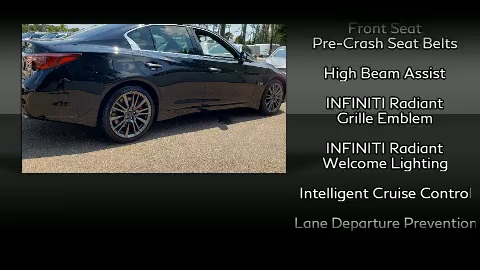 Front Seat
Pre-Crash Seat Belts
High Beam Assist
INFINITI Radiant
Grille Emblem
INFINITI Radiant
Welcome Lighting
Intelligent Cruise Control
Lane Departure Prevention